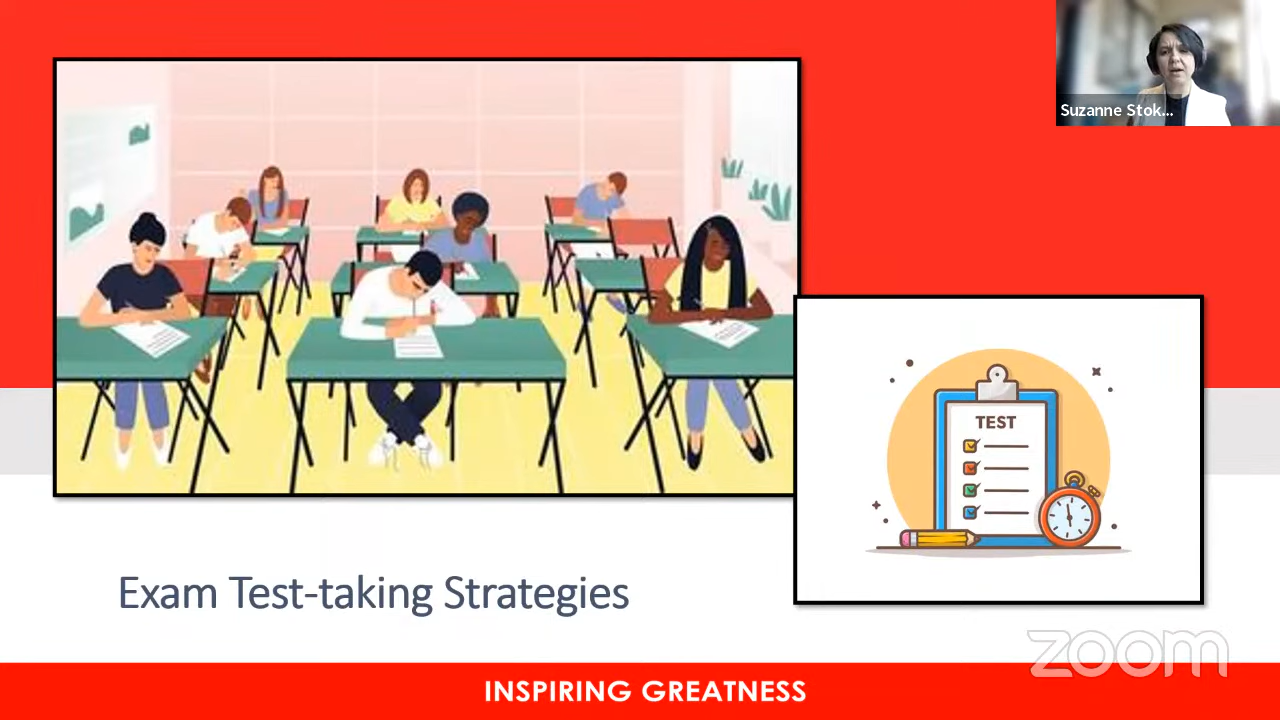 Suzanne Stok...
TEST
Exam Test-taking Strategies
zoom
INSPIRING GREATNESS